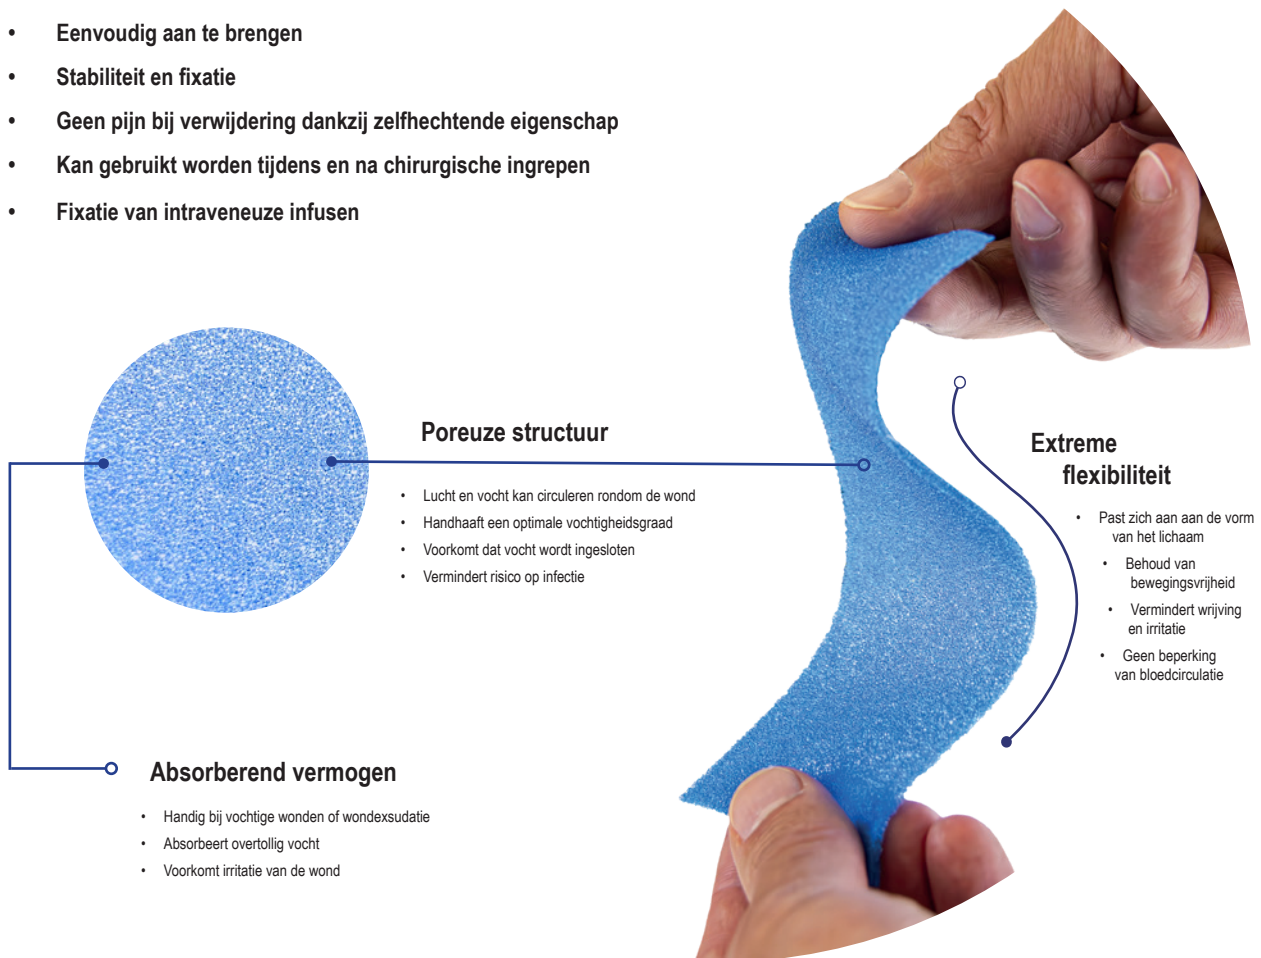 • Eenvoudig aan te brengen
• Stabiliteit en fixatie
• Geen pijn bij verwijdering dankzij zelfhechtende eigenschap
• Kan gebruikt worden tijdens en na chirurgische ingrepen
• Fixatie van intraveneuze infusen
Poreuze structuur
• Lucht en vocht kan circuleren rondom de wond
• Handhaaft een optimale vochtigheidsgraad
• Voorkomt dat vocht wordt ingesloten
• Vermindert risico op infectie
Extreme
flexibiliteit
• Past zich aan aan de vorm
van het lichaam
• Behoud van
bewegingsvrijheid
• Vermindert wrijving
en irritatie
• Geen beperking
van bloedcirculatie
Absorberend vermogen
• Handig bij vochtige wonden of wondexsudatie
• Absorbeert overtollig vocht
• Voorkomt irritatie van de wond